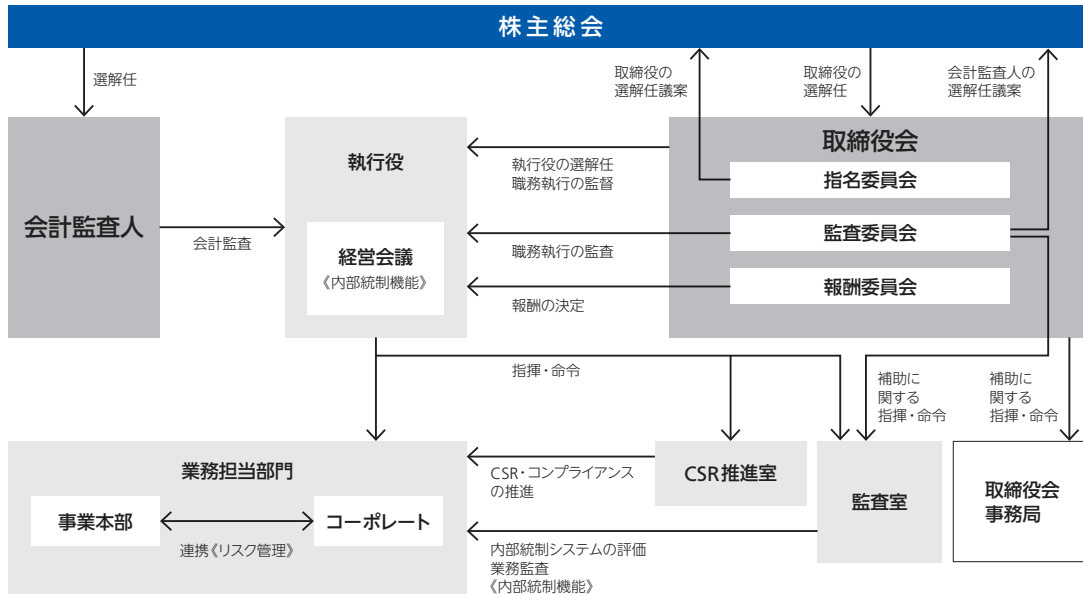 株主総会
選解任
取締役の
選解任議案
取締役の
選解任
会計監査人の
選解任議案
会計監査人
会計監査
執行役
経営会議
《内部統制機能》
執行役の選解任
職務執行の監督
職務執行の監査
報酬の決定
取締役会
指名委員会
監査委員会
報酬委員会
指揮・命令
補助に
関する
指揮・命令
補助に
関する
指揮・命令
業務担当部門
事業本部
コーポレート
連携《リスク管理》
CSR・コンプライアンス
の推進
CSR推進室
内部統制システムの評価
業務監査
《内部統制機能》
監査室
取締役会
事務局